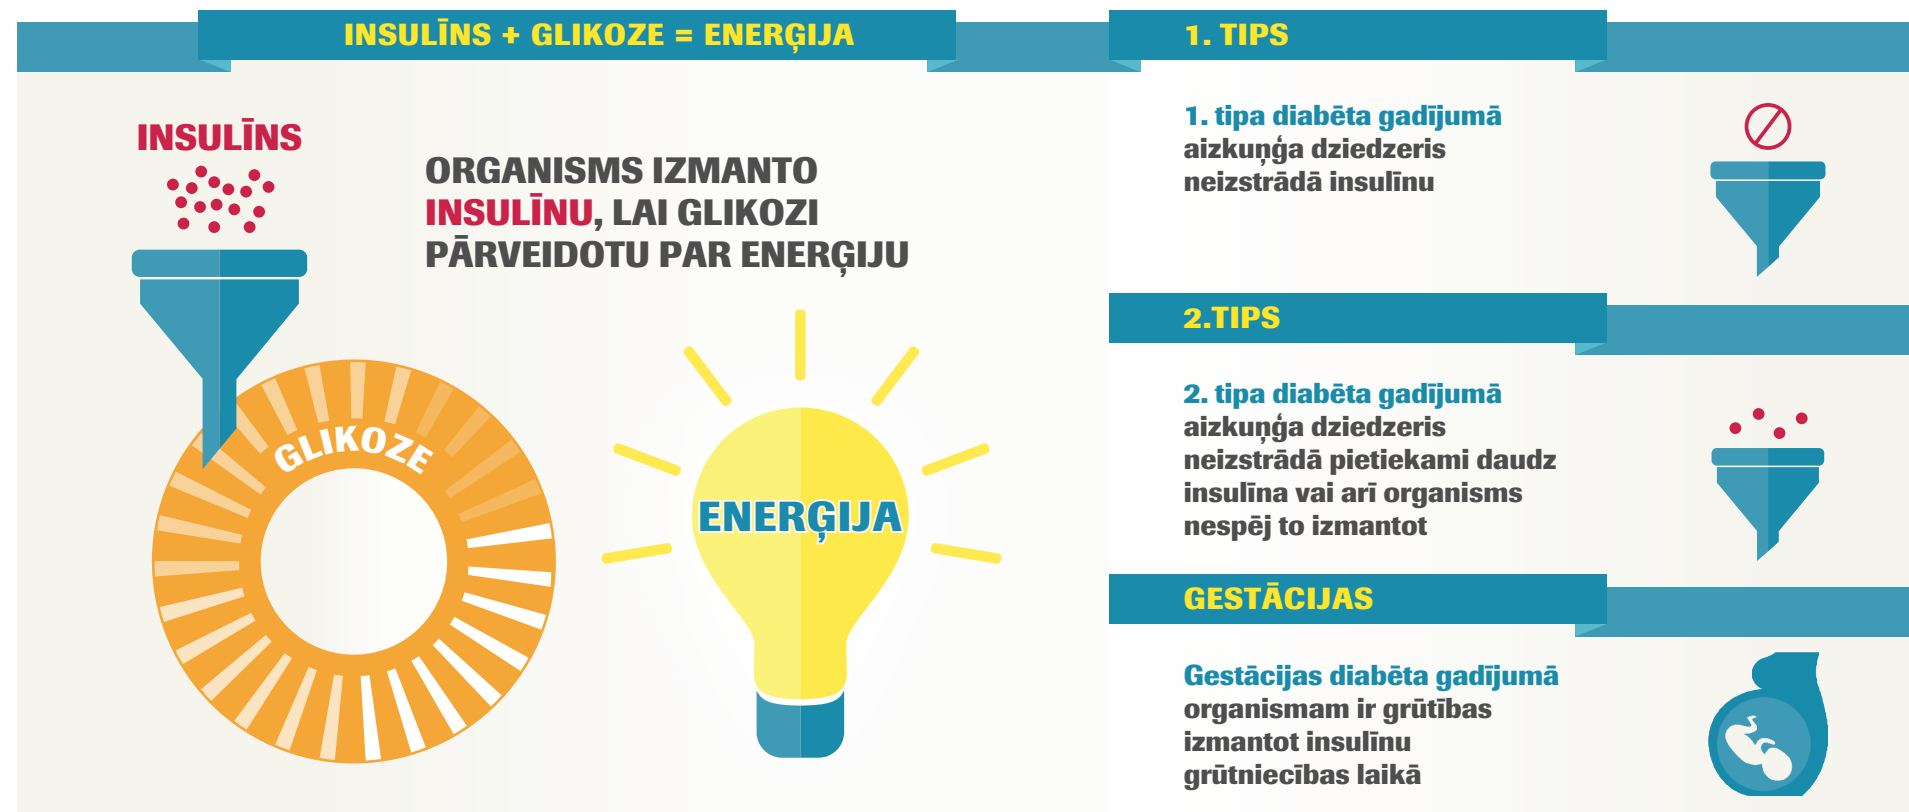 INSULĪNS + GLIKOZE = ENERĢIJA
INSULĪNS
ORGANISMS IZMANTO
INSULĪNU, LAI GLIKOZI
PĀRVEIDOTU PAR ENERĢIJU
GLIKOZE
ENERĢIJA
1. TIPS
1. tipa diabēta gadījumā
aizkuņģa dziedzeris
neizstrādā insulīnu
2.TIPS
2. tipa diabēta gadījumā
aizkuņģa dziedzeris
neizstrādā pietiekami daudz
insulīna vai arī organisms
nespēj to izmantot
GESTĀCIJAS
Gestācijas diabēta gadījumā
organismam ir grūtības
izmantot insulīnu
grūtniecības laikā